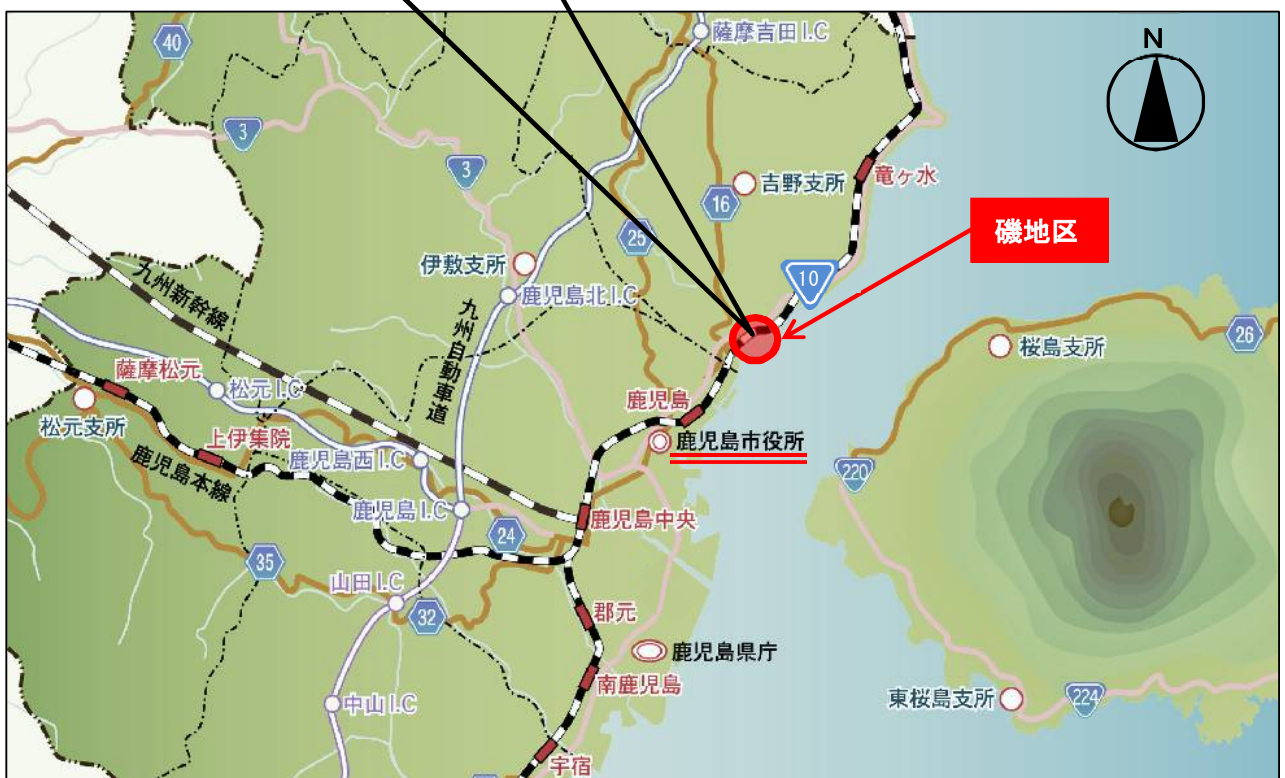 薩摩吉田I.C
N
40
3
3
吉野支所
竜ヶ水
16
25
磯地区
伊敷支所
10
九州新幹線
鹿児島北I.C
26
桜島支所
九州自動車道
薩摩松元
松元I.C
鹿児島
松元支所
上伊集院
鹿児島市役所
鹿児島本線
鹿児島西I.C
220
鹿児島I.C
鹿児島中央
24
35
山田I.C
32
郡元
鹿児島県庁
南鹿児島
東桜島支所
224
中山I.C
宇宿